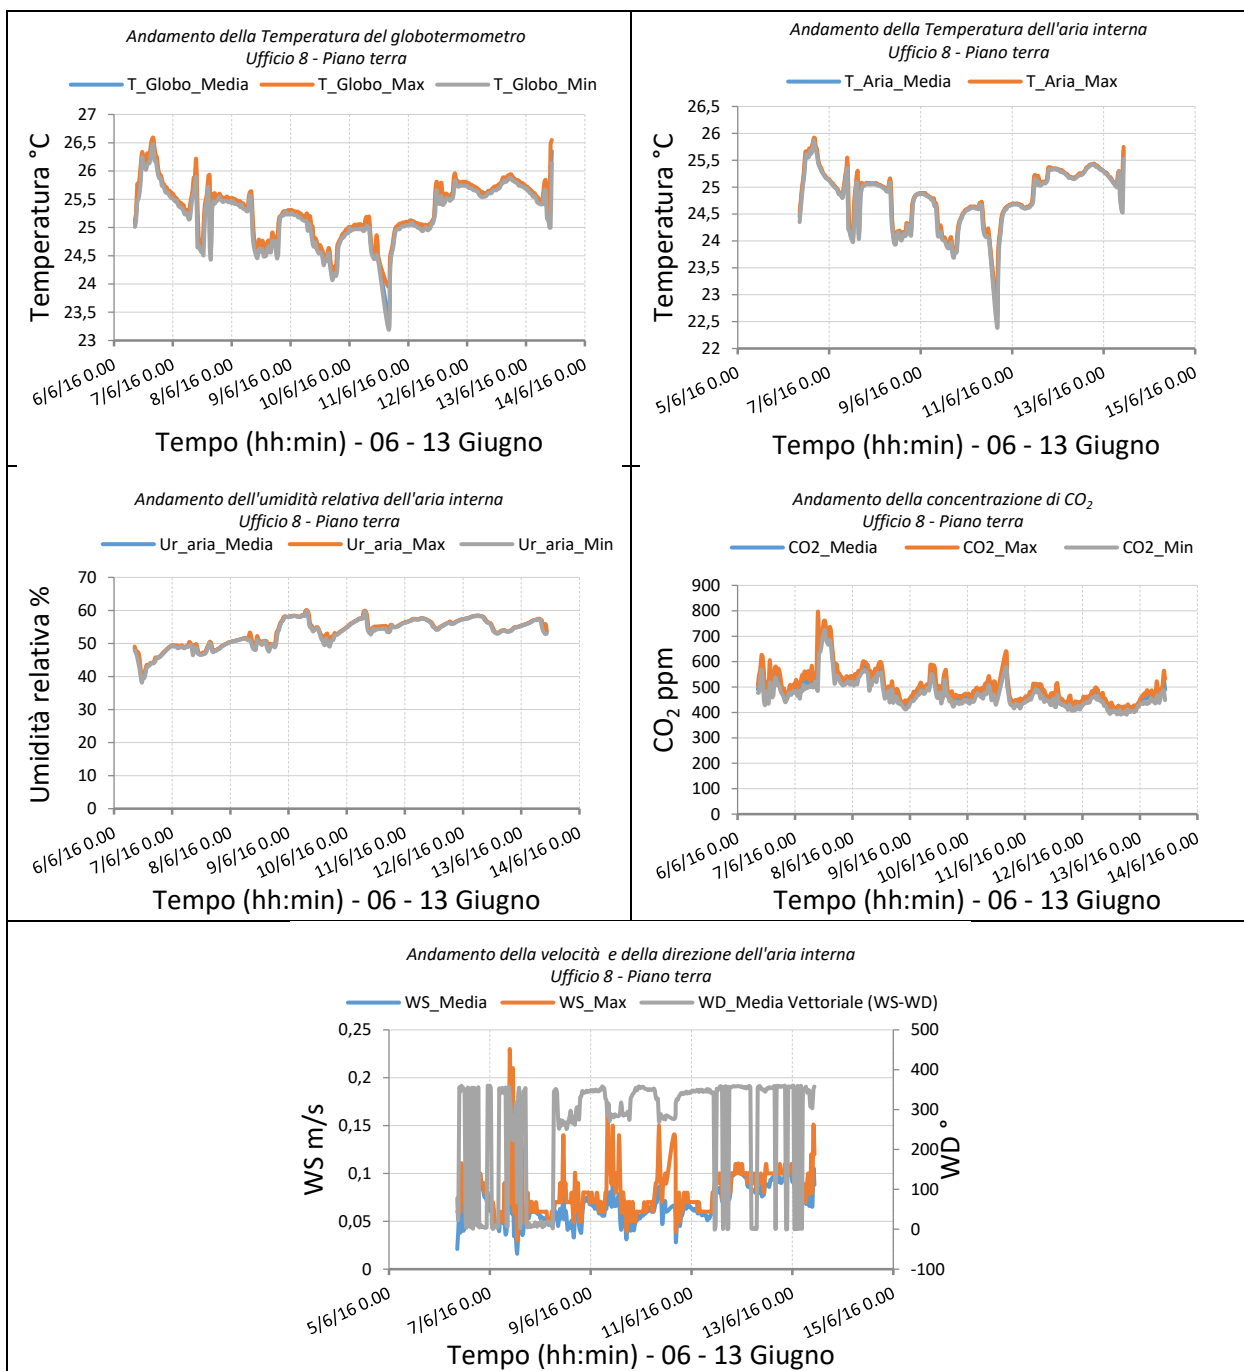 Andamento della Temperatura del globotermometro
Ufficio 8 - Piano terra
T_Globo_Media T_Globo_Max T_Globo_Min
Temperatura °C
27
26,5
26
25,5
25
24,5
24
23,5
23
6/6/16 0.00 7/6/16 0.00 8/6/16 0.00 9/6/16 0.00 10/6/16 0.00 11/6/16 0.00 12/6/16 0.00 13/6/16 0.00 14/6/16 0.00
Tempo (hh:min) - 06 - 13 Giugno
Andamento della Temperatura dell'aria interna
Ufficio 8 - Piano terra
T_Aria_Media T_Aria_Max
Temperatura °C
26,5
26
25,5
25
24,5
24
23,5
23
22,5
22
5/6/16 0.00 7/6/16 0.00 9/6/16 0.00 11/6/16 0.00 13/6/16 0.00 15/6/16 0.00
Tempo (hh:min) - 06 - 13 Giugno
Andamento dell'umidità relativa dell'aria interna
Ufficio 8 - Piano terra
Ur_aria_Media Ur_aria_Max Ur_aria_Min
Umidità relativa %
70
60
50
40
30
20
10
0
6/6/16 0.00 7/6/16 0.00 8/6/16 0.00 9/6/16 0.00 10/6/16 0.00 11/6/16 0.00 12/6/16 0.00 13/6/16 0.00 14/6/16 0.00
Tempo (hh:min) - 06 - 13 Giugno
Andamento della concentrazione di CO2
Ufficio 8 - Piano terra
CO2_Media CO2_Max CO2_Min
CO2 ppm
900
800
700
600
500
400
300
200
100
0
6/6/16 0.00 7/6/16 0.00 8/6/16 0.00 9/6/16 0.00 10/6/16 0.00 11/6/16 0.00 12/6/16 0.00 13/6/16 0.00 14/6/16 0.00
Tempo (hh:min) - 06 - 13 Giugno
Andamento della velocità e della direzione dell'aria interna
Ufficio 8 - Piano terra
WS_Media WS_Max WD_Media Vettoriale (WS-WD)
WS m/s
0,25
0,2
0,15
0,1
0,05
0
500
400
300
200
100
0
-100
WD °
5/6/16 0.00 7/6/16 0.00 9/6/16 0.00 11/6/16 0.00 13/6/16 0.00 15/6/16 0.00
Tempo (hh:min) - 06 - 13 Giugno